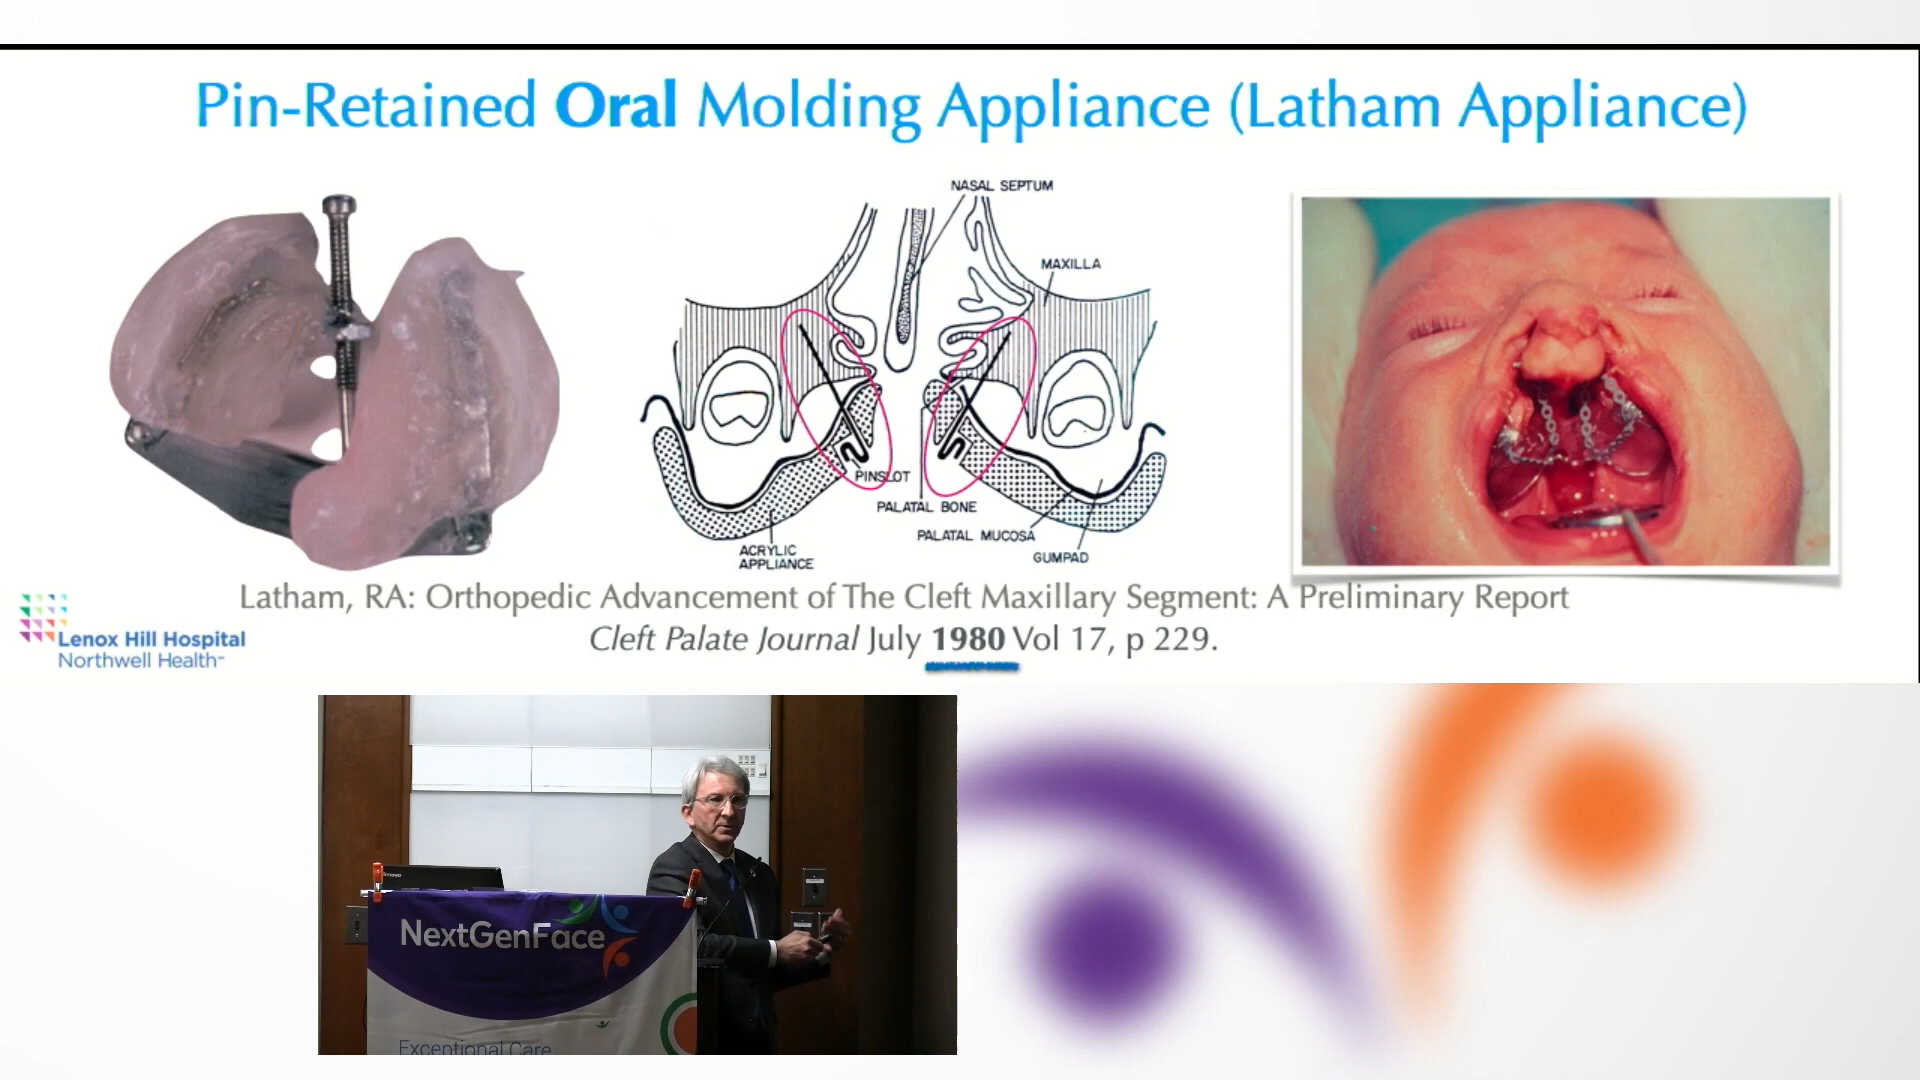 Pin-Retained Oral Molding Appliance (Latham Appliance)
NASAL SEPTUM
MAXILLA
PINSLOT
PALATAL BONE
PALATAL MUCOSA
ACRYLIC
APPLIANCE
GUMPAD
Latham, RA: Orthopedic Advancement of The Cleft Maxillary Segment: A Preliminary Report
Cleft Palate Journal July 1980 Vol 17, p 229.
Lenox Hill Hospital
Northwell Health
NextGenFace
Exceptional Care